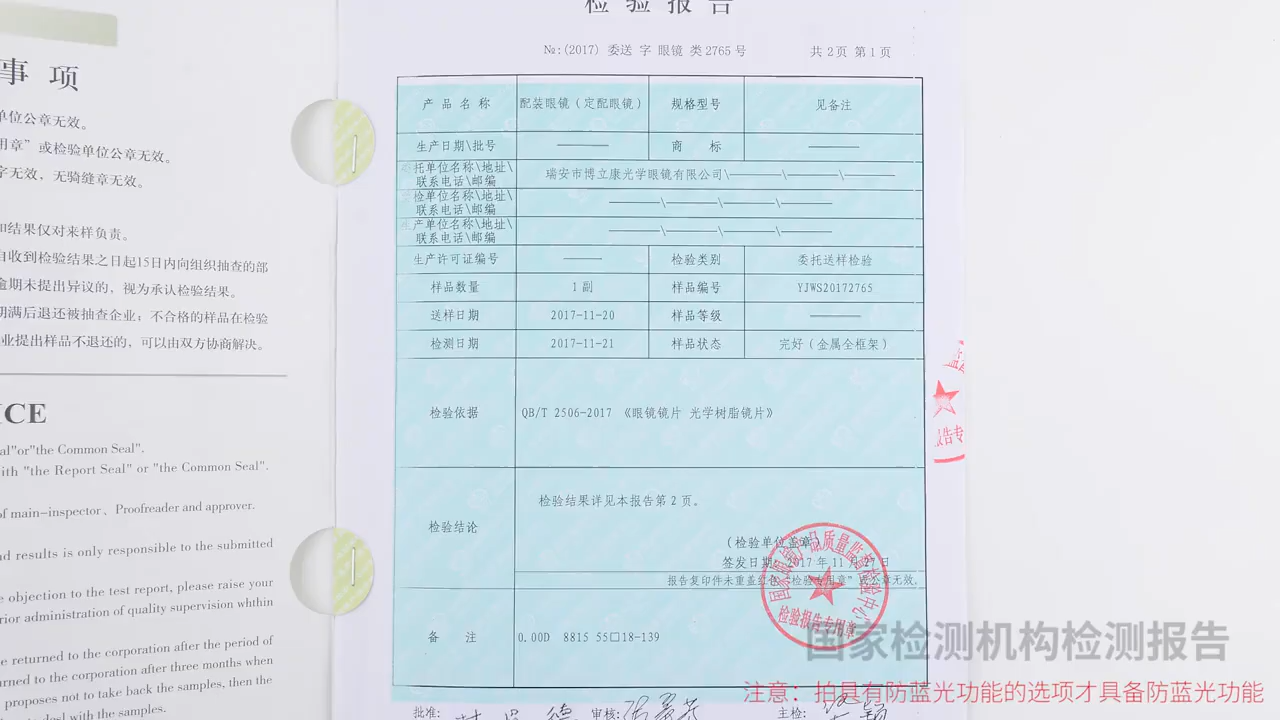 事 项
单位公章无效。
用章”或检验单位公章无效。
字无效、无骑缝章无效。
和结果仅对来样负责。
自收到检验结果之日起15日内向组织抽查的部
逾期未提出异议的，视为承认检验结果。
期满后退还被抽查企业；不合格的样品在检验
业提出样品不退还的，可以由双方协商解决。
ICE
al"or"the Common Seal".
ith "the Report Seal" or "the Common Seal".
of main-inspector、Proofreader and approver.
nd results is only responsible to the submitted
e objection to the test report, please raise your
rior administration of quality supervision whthin
e returned to the corporation after the period of
urned to the corporation after three months when
proposes not to take back the samples, then the
with the samples.
检 验 报 告
№:(2017) 委送 字 眼镜 类2765 号
共 2 页 第 1 页
产 品 名 称 配装眼镜（定配眼镜） 规格型号 见备注
生产日期\批号 ——— 商 标 ———
托单位名称\地址\
联系电话\邮编
瑞安市博立康光学眼镜有限公司\———\———\———
检单位名称\地址\
联系电话\邮编
———\———\———\———
生产单位名称\地址\
联系电话\邮编
———\———\———\———
生产许可证编号 ——— 检验类别 委托送样检验
样品数量 1 副 样品编号 YJWS20172765
送样日期 2017-11-20 样品等级 ———
检测日期 2017-11-21 样品状态 完好（金属全框架）
检验依据 QB/T 2506-2017 《眼镜镜片 光学树脂镜片》
检验结论 检验结果详见本报告第 2 页。
（检验单位盖章）
签发日期：2017 年 11 月 27 日
报告复印件未重盖红色“检验专用章”或公章无效。
检验报告专用章
备 注 0.00D 8815 55□18-139
批准： 审核： 主检：
国家检测机构检测报告
注意：拍具有防蓝光功能的选项才具备防蓝光功能